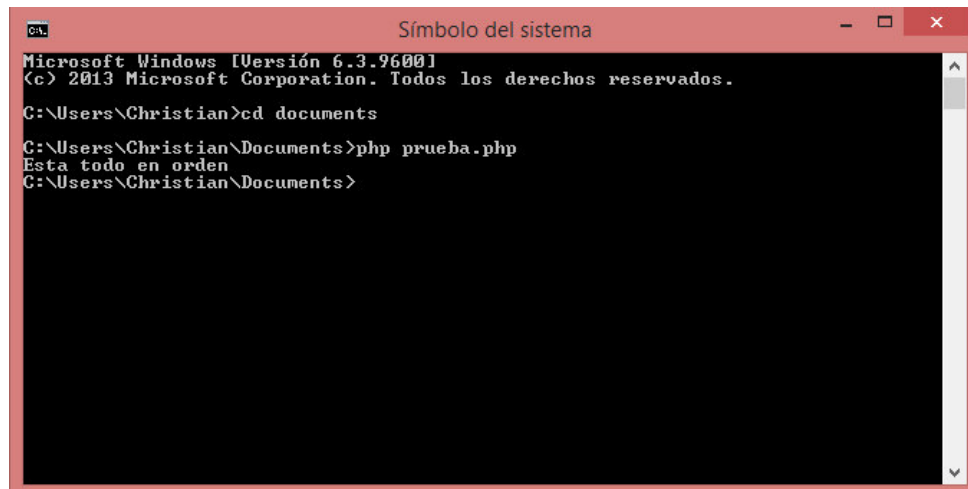 Símbolo del sistema
Microsoft Windows [Versión 6.3.9600]
(c) 2013 Microsoft Corporation. Todos los derechos reservados.
C:\Users\Christian>cd documents
C:\Users\Christian\Documents>php prueba.php
Esta todo en orden
C:\Users\Christian\Documents>